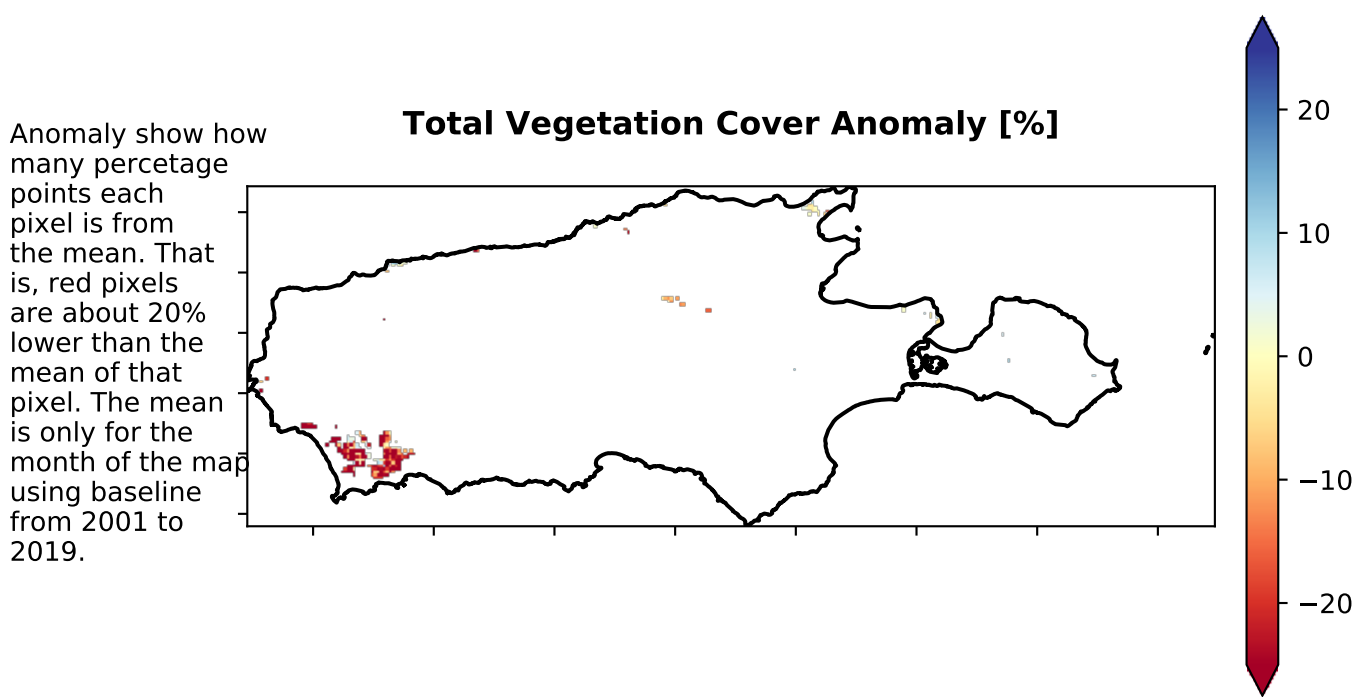 Total Vegetation Cover Anomaly [%]
Anomaly show how
many percetage
points each
pixel is from
the mean. That
is, red pixels
are about 20%
lower than the
mean of that
pixel. The mean
is only for the
month of the map
using baseline
from 2001 to
2019.
20
10
0
−10
−20